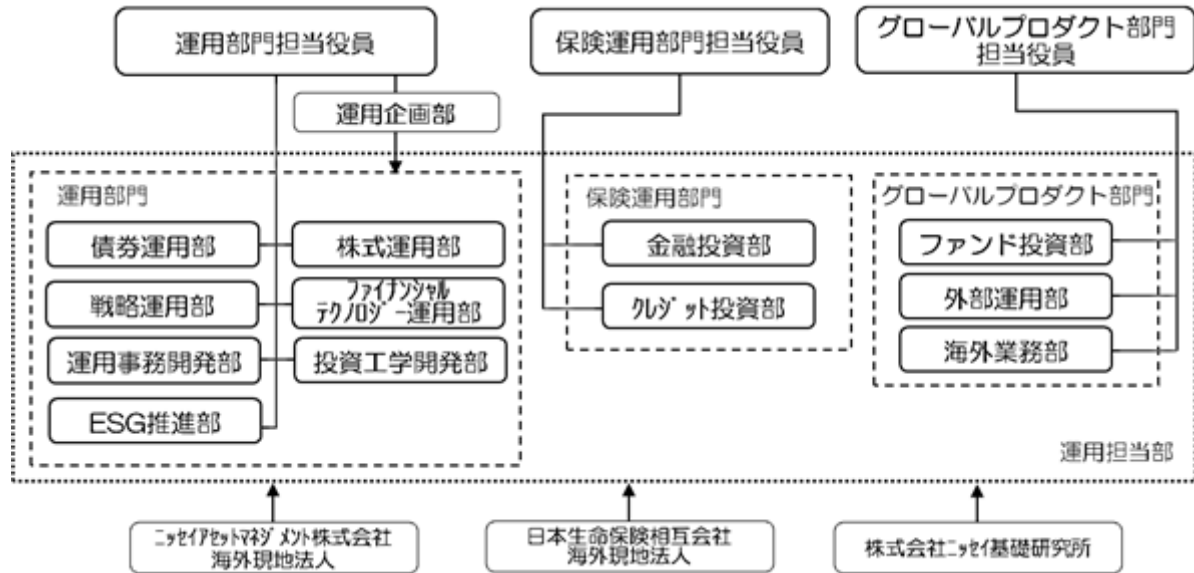 運用部門担当役員
保険運用部門担当役員
グローバルプロダクト部門
担当役員
運用企画部
運用部門
債券運用部
株式運用部
戦略運用部
ファイナンシャル
テクノロジー運用部
運用事務開発部
投資工学開発部
ESG推進部
保険運用部門
金融投資部
クレジット投資部
グローバルプロダクト部門
ファンド投資部
外部運用部
海外業務部
運用担当部
ニッセイアセットマネジメント株式会社
海外現地法人
日本生命保険相互会社
海外現地法人
株式会社ニッセイ基礎研究所